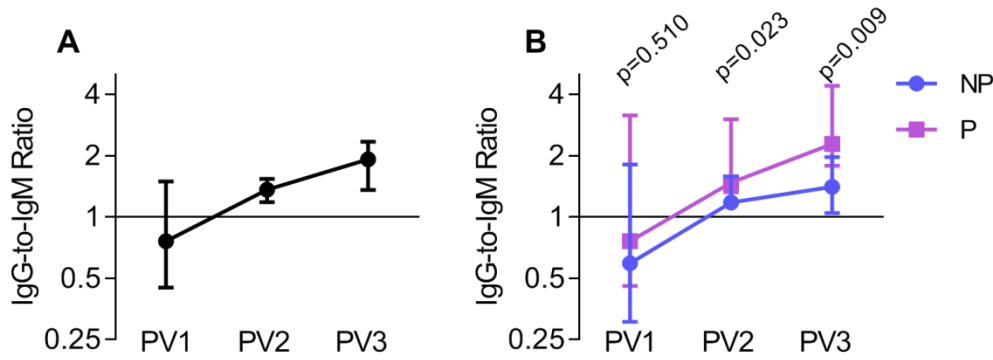 A
IgG-to-IgM Ratio
4
2
1
0.5
0.25
PV1 PV2 PV3
B
p=0.510 p=0.023 p=0.009
IgG-to-IgM Ratio
4
2
1
0.5
0.25
PV1 PV2 PV3
NP
P